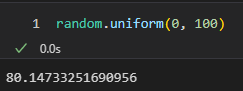 1 random.uniform(0, 100)
✓ 0.0s
80.14733251690956